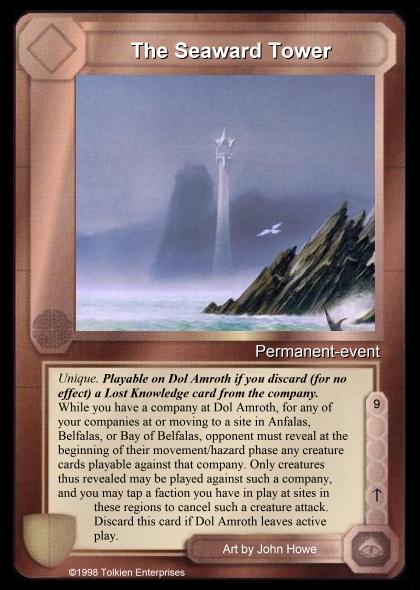 The Seaward Tower
Permanent-event
Unique. Playable on Dol Amroth if you discard (for no
effect) a Lost Knowledge card from the company.
While you have a company at Dol Amroth, for any of
your companies at or moving to a site in Anfalas,
Belfalas, or Bay of Belfalas, opponent must reveal at the
beginning of their movement/hazard phase any creature
cards playable against that company. Only creatures
thus revealed may be played against such a company,
and you may tap a faction you have in play at sites in
these regions to cancel such a creature attack.
Discard this card if Dol Amroth leaves active
play.
9
Art by John Howe
©1998 Tolkien Enterprises